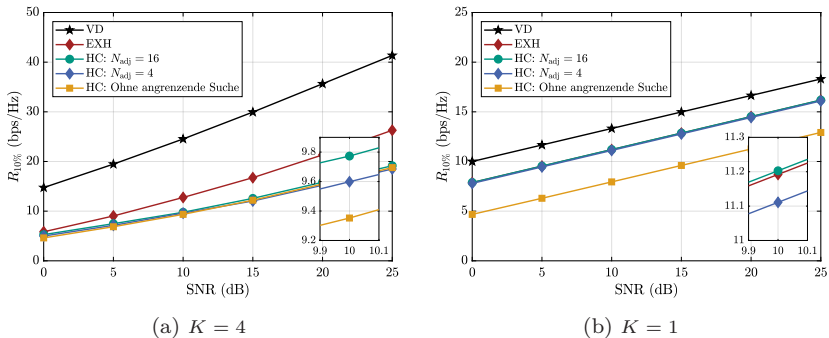 50
40
30
20
10
0
R10% (bps/Hz)
VD
EXH
HC: Nadj = 16
HC: Nadj = 4
HC: Ohne angrenzende Suche
9.8
9.6
9.4
9.2
9.9 10 10.1
0 5 10 15 20 25
SNR (dB)
(a) K = 4
25
20
15
10
5
0
R10% (bps/Hz)
VD
EXH
HC: Nadj = 16
HC: Nadj = 4
HC: Ohne angrenzende Suche
11.3
11.2
11.1
11
9.9 10 10.1
0 5 10 15 20 25
SNR (dB)
(b) K = 1